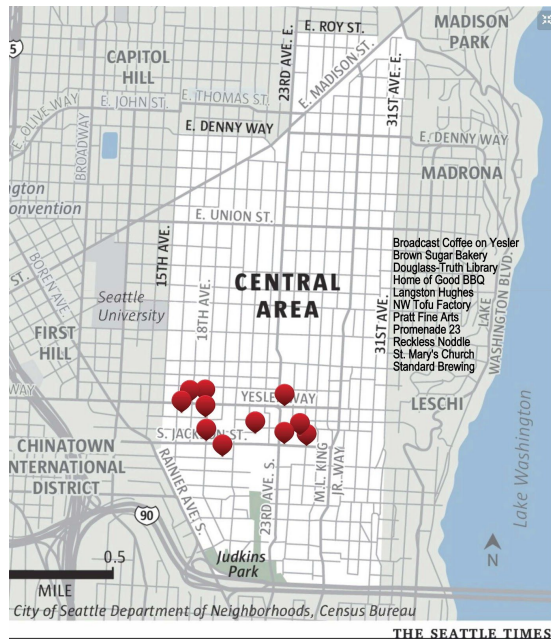 E. ROY ST.
MADISON
PARK
5
CAPITOL
HILL
23RD AVE. E.
E. MADISON ST.
31ST AVE. E.
E. OLIVE WAY
BROADWAY
E. JOHN ST.
E. THOMAS ST.
E. DENNY WAY
E. DENNY WAY
MADRONA
ngton
onvention
E. UNION ST.
15TH AVE.
Broadcast Coffee on Yesler
Brown Sugar Bakery
Douglass-Truth Library
Home of Good BBQ
Langston Hughes
NW Tofu Factory
Pratt Fine Arts
Promenade 23
Reckless Noddle
St. Mary's Church
Standard Brewing
LAKE
WASHINGTON BLVD.
ST.
BOREN AVE.
Seattle
University
18TH AVE.
CENTRAL
AREA
31ST AVE.
FIRST
HILL
WAY
YESLER WAY
LESCHI
S. JACKSON ST.
CHINATOWN
INTERNATIONAL
DISTRICT
RAINIER AVE. S.
23RD AVE. S.
M.L. KING
JR. WAY
Lake Washington
90
N
0.5
MILE
Judkins
Park
City of Seattle Department of Neighborhoods, Census Bureau
THE SEATTLE TIMES